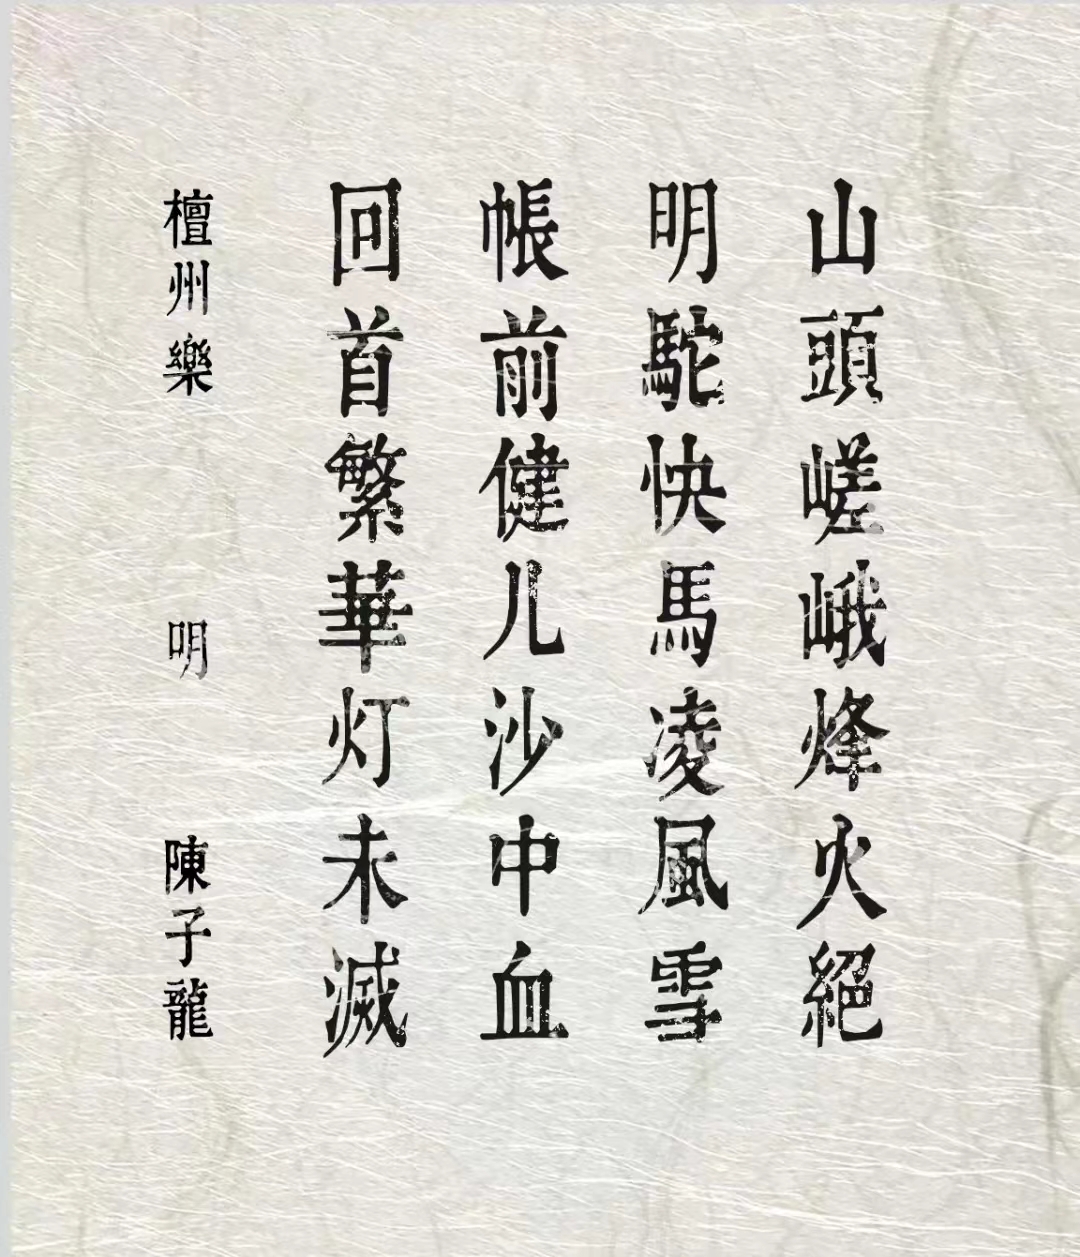 山頭嵯峨烽火絕
明駝快馬凌風雪
帳前健儿沙中血
回首繁華灯未滅
檀州樂 明 陳子龍